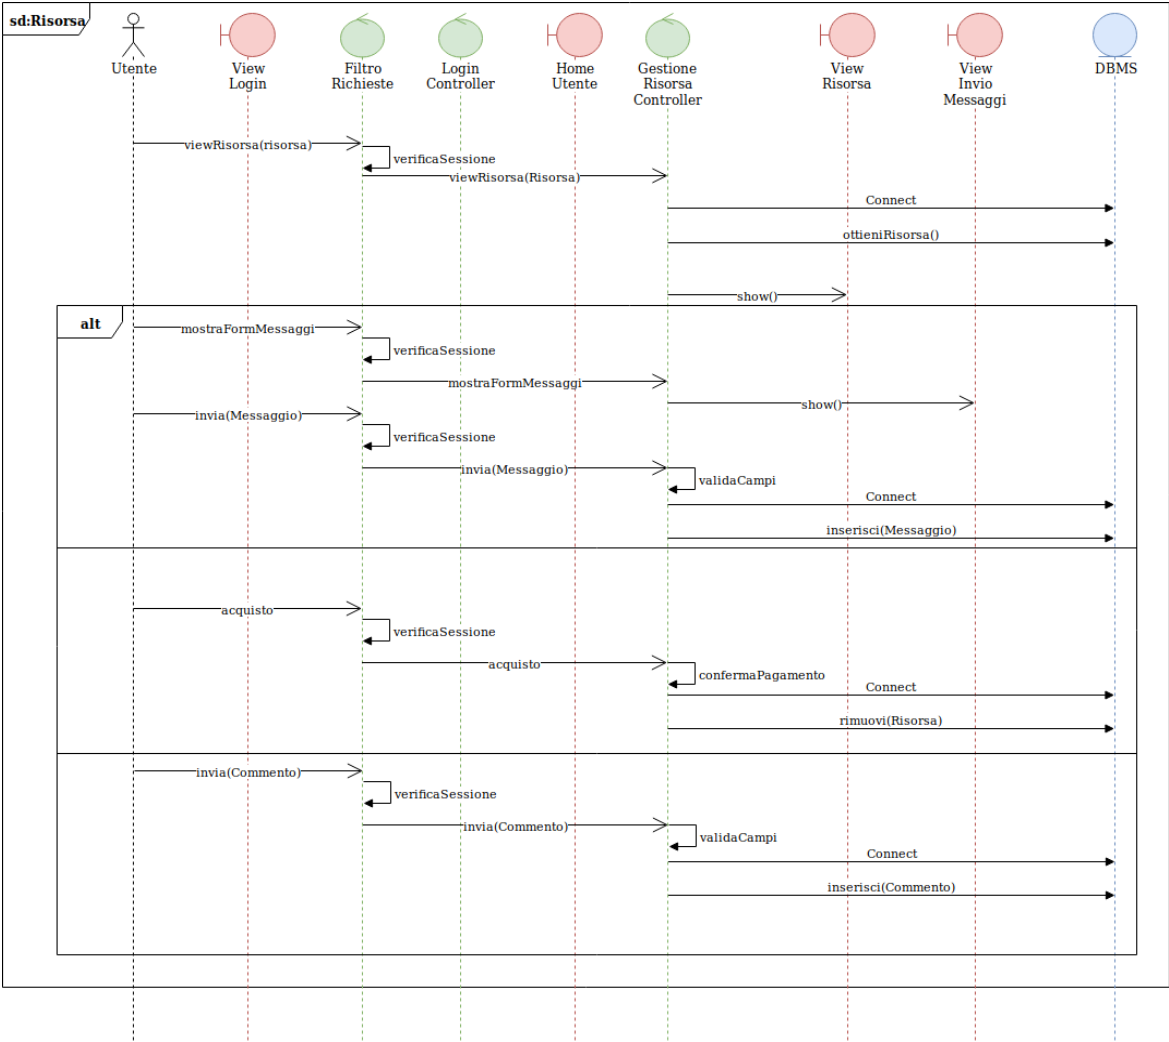 sd:Risorsa
Utente
View
Login
Filtro
Richieste
Login
Controller
Home
Utente
Gestione
Risorsa
Controller
View
Risorsa
View
Invio
Messaggi
DBMS
viewRisorsa(risorsa)
verificaSessione
viewRisorsa(Risorsa)
Connect
ottieniRisorsa()
show()
alt
mostraFormMessaggi
verificaSessione
mostraFormMessaggi
show()
invia(Messaggio)
verificaSessione
invia(Messaggio)
validaCampi
Connect
inserisci(Messaggio)
acquisto
verificaSessione
acquisto
confermaPagamento
Connect
rimuovi(Risorsa)
invia(Commento)
verificaSessione
invia(Commento)
validaCampi
Connect
inserisci(Commento)